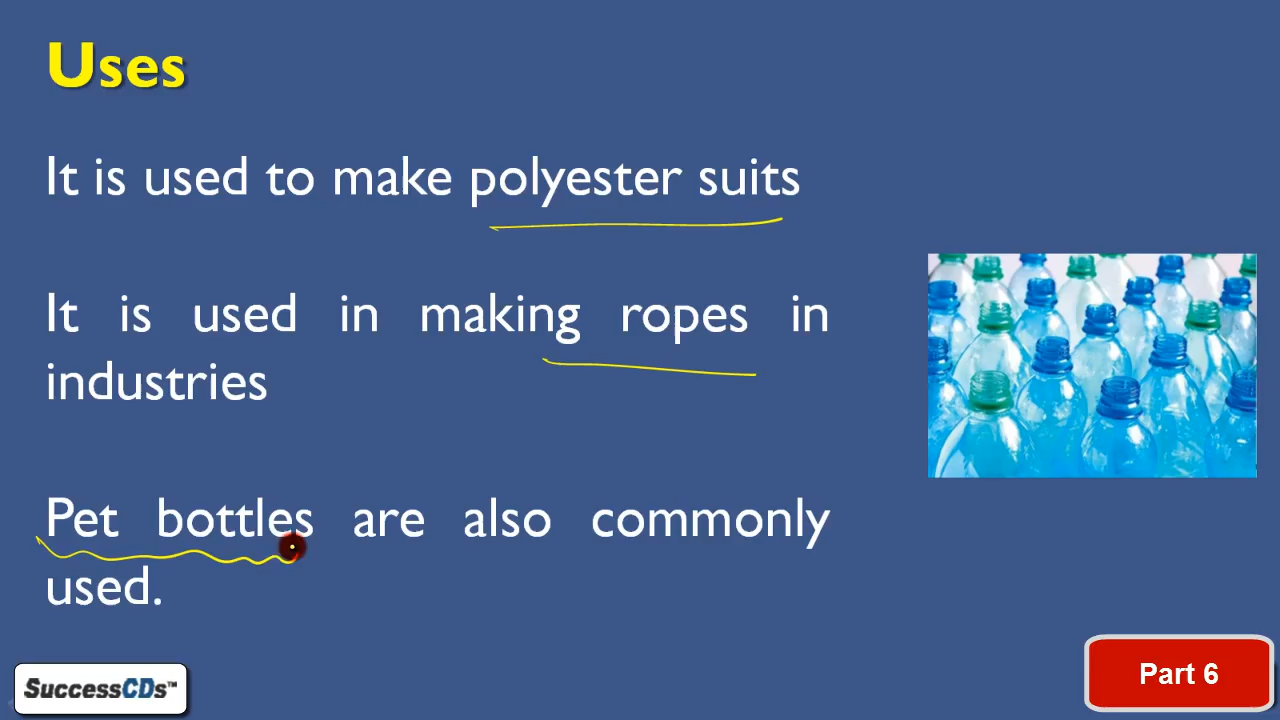 Uses
It is used to make polyester suits
It is used in making ropes in
industries
Pet bottles are also commonly
used.
SuccessCDs™
Part 6